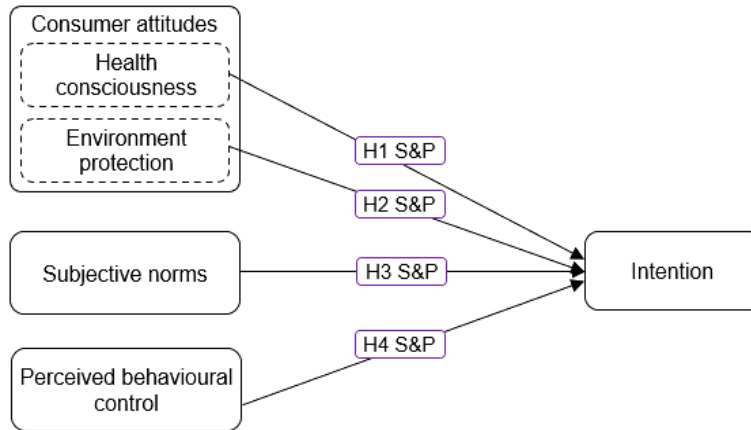 Consumer attitudes
Health
consciousness
Environment
protection
H1 S&P
H2 S&P
Subjective norms
H3 S&P
Intention
H4 S&P
Perceived behavioural
control